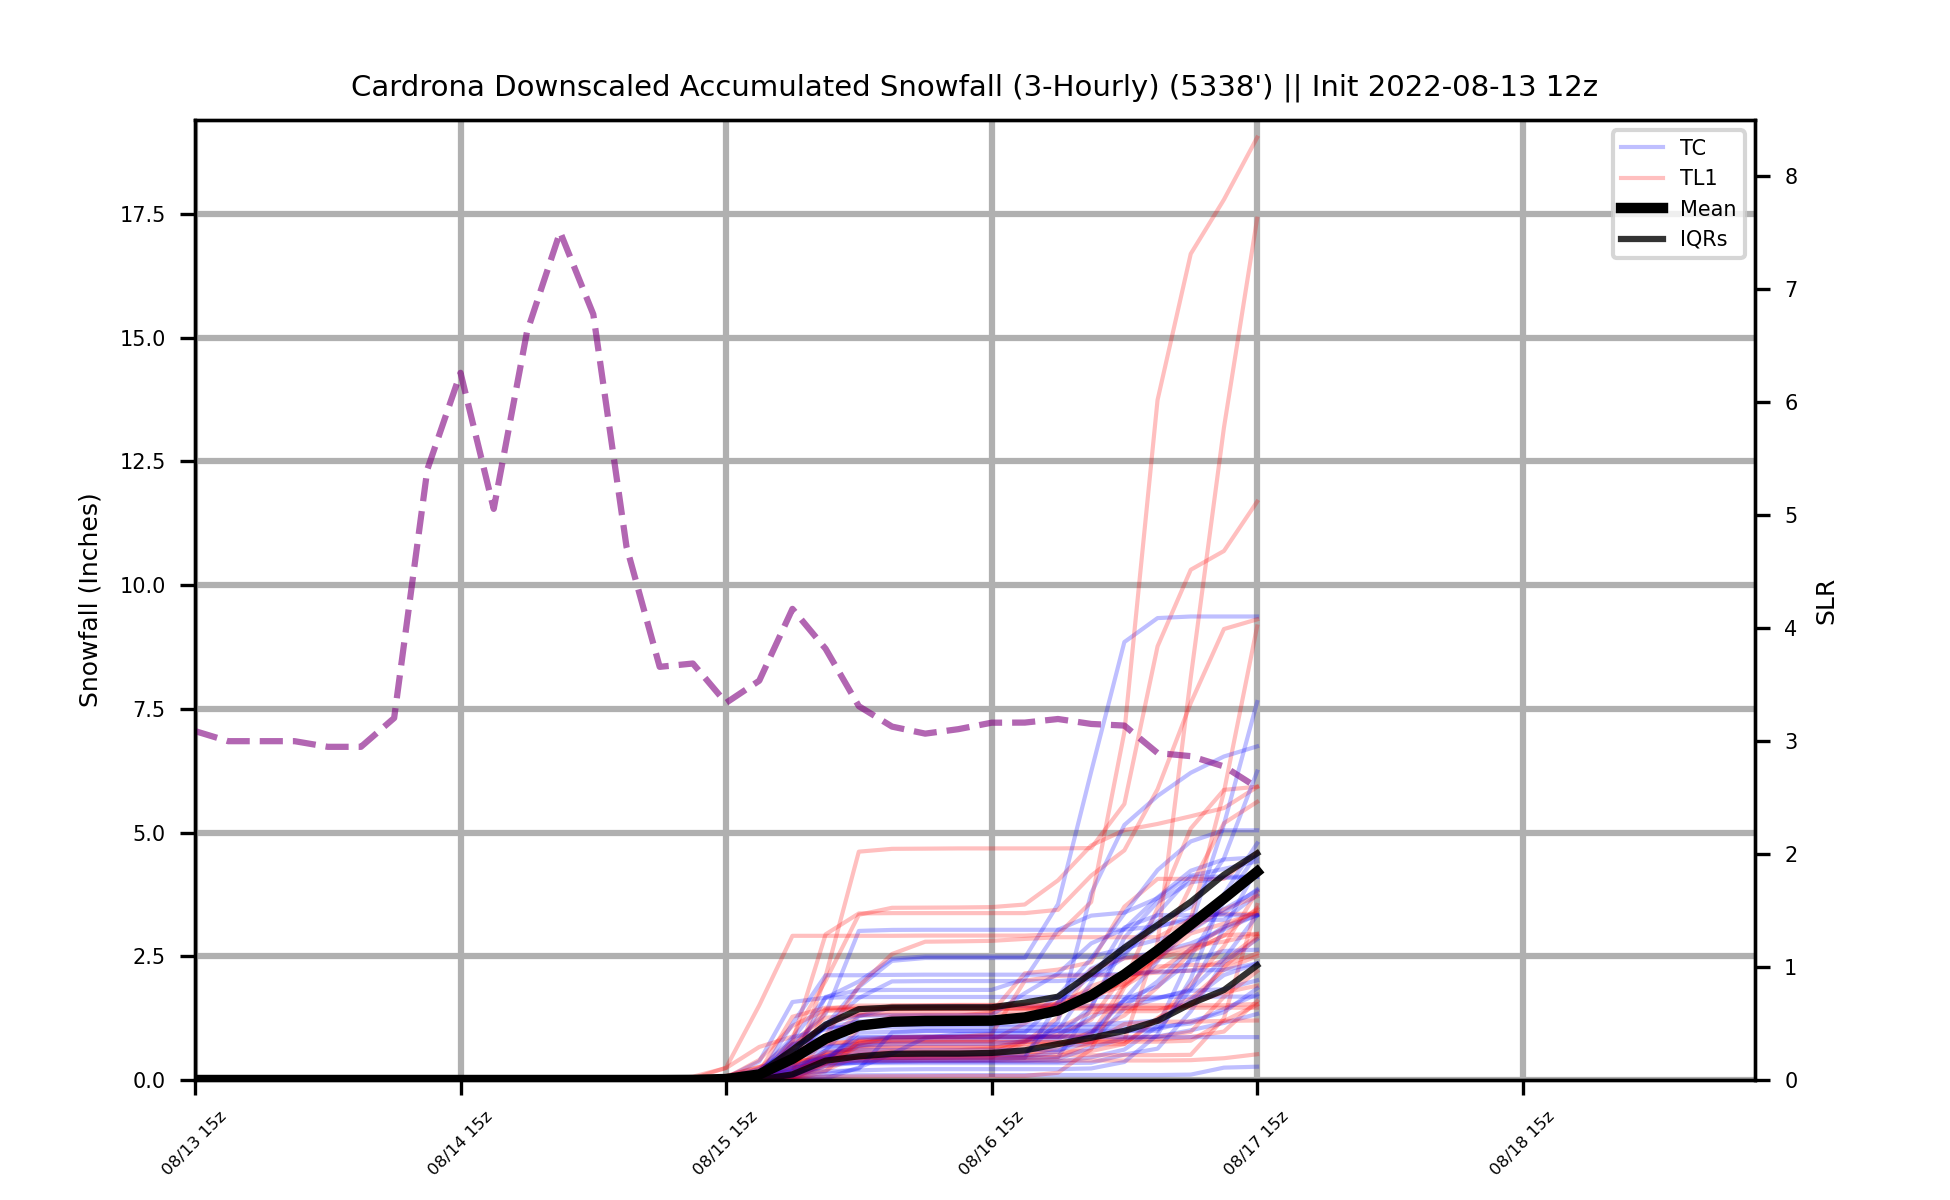 Cardrona Downscaled Accumulated Snowfall (3-Hourly) (5338') || Init 2022-08-13 12z
TC
TL1
Mean
IQRs
Snowfall (Inches)
17.5
15.0
12.5
10.0
7.5
5.0
2.5
0.0
8
7
6
5
4
3
2
1
0
SLR
08/13 15z
08/14 15z
08/15 15z
08/16 15z
08/17 15z
08/18 15z